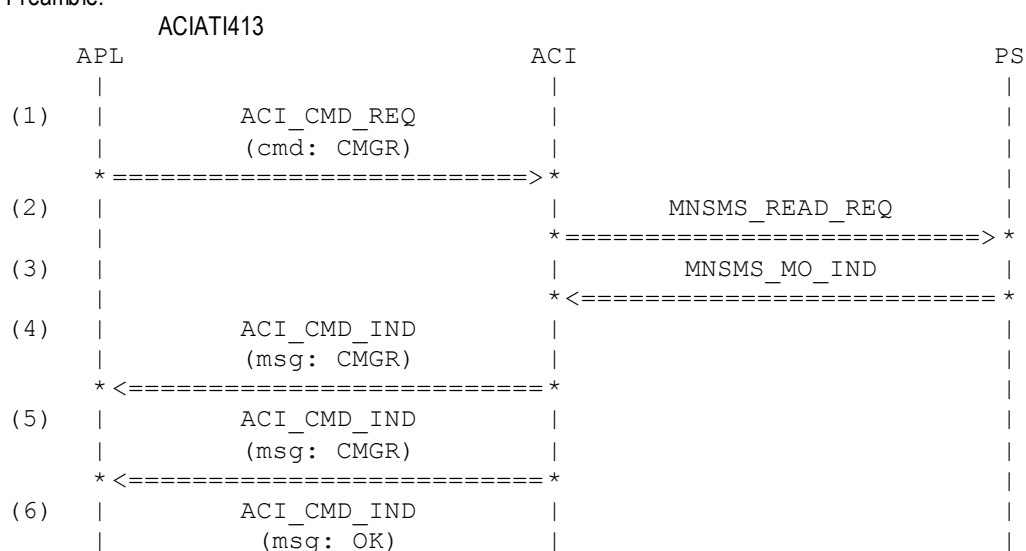 Preamble:
ACIATI413
APL ACI PS
| | |
(1) | ACI_CMD_REQ | |
| (cmd: CMGR) | |
*==========================>* |
(2) | | MNSMS_READ_REQ |
| *==========================>*
(3) | | MNSMS_MO_IND |
| *<==========================*
(4) | ACI_CMD_IND | |
| (msg: CMGR) | |
*<==========================* |
(5) | ACI_CMD_IND | |
| (msg: CMGR) | |
*<==========================* |
(6) | ACI_CMD_IND | |
| (msg: OK) | |